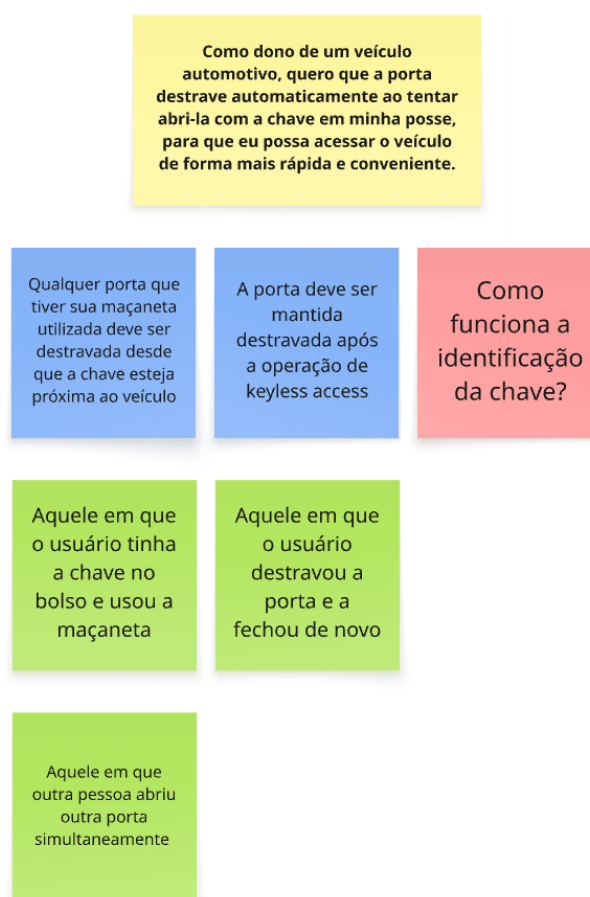 Como dono de um veículo
automotivo, quero que a porta
destrave automaticamente ao tentar
abri-la com a chave em minha posse,
para que eu possa acessar o veículo
de forma mais rápida e conveniente.
Qualquer porta que
tiver sua maçaneta
utilizada deve ser
destravada desde
que a chave esteja
próxima ao veículo
A porta deve ser
mantida
destravada após
a operação de
keyless access
Como
funciona a
identificação
da chave?
Aquele em que
o usuário tinha
a chave no
bolso e usou a
maçaneta
Aquele em que
o usuário
destravou a
porta e a
fechou de novo
Aquele em que
outra pessoa abriu
outra porta
simultaneamente